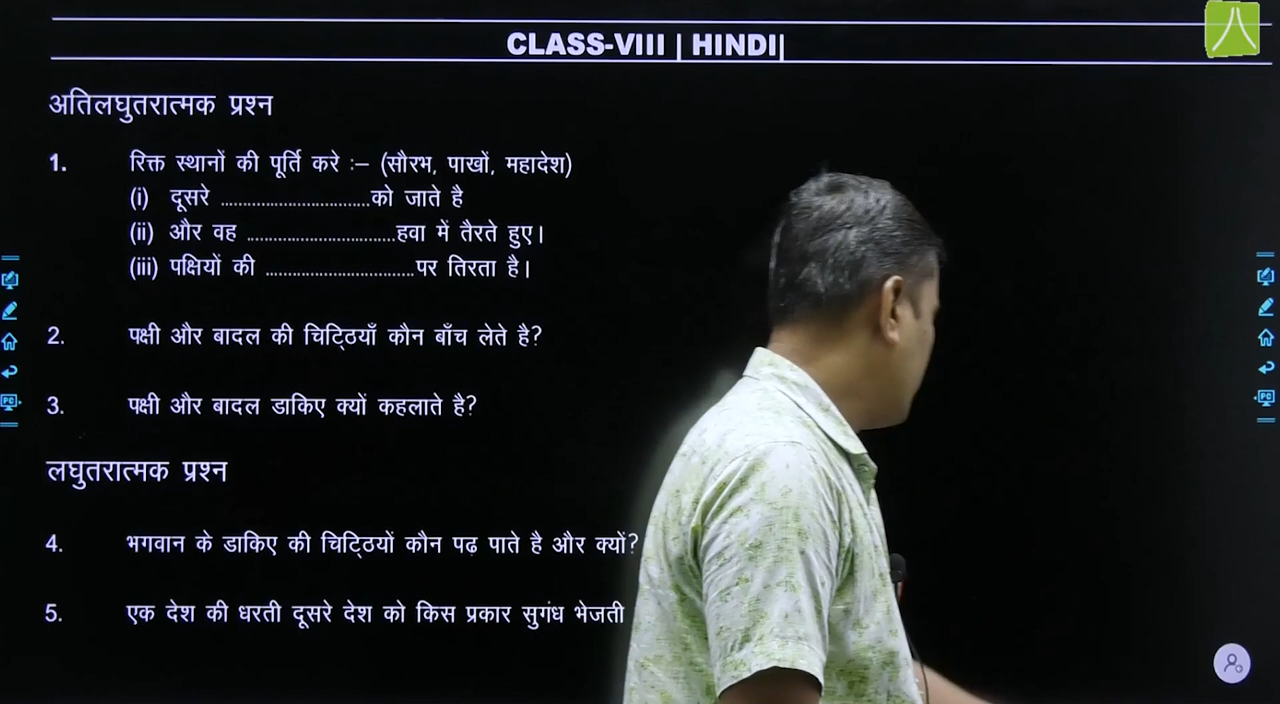 CLASS-VIII | HINDI|
अतिलघुतरात्मक प्रश्न
1. रिक्त स्थानों की पूर्ति करे :– (सौरभ, पाखों, महादेश)
(i) दूसरे ................................को जाते है
(ii) और वह ................................हवा में तैरते हुए।
(iii) पक्षियों की ................................पर तिरता है।
2. पक्षी और बादल की चिट्ठियाँ कौन बाँच लेते है?
3. पक्षी और बादल डाकिए क्यों कहलाते है?
लघुतरात्मक प्रश्न
4. भगवान के डाकिए की चिट्ठियों कौन पढ़ पाते है और क्यों?
5. एक देश की धरती दूसरे देश को किस प्रकार सुगंध भेजती
PC
PC